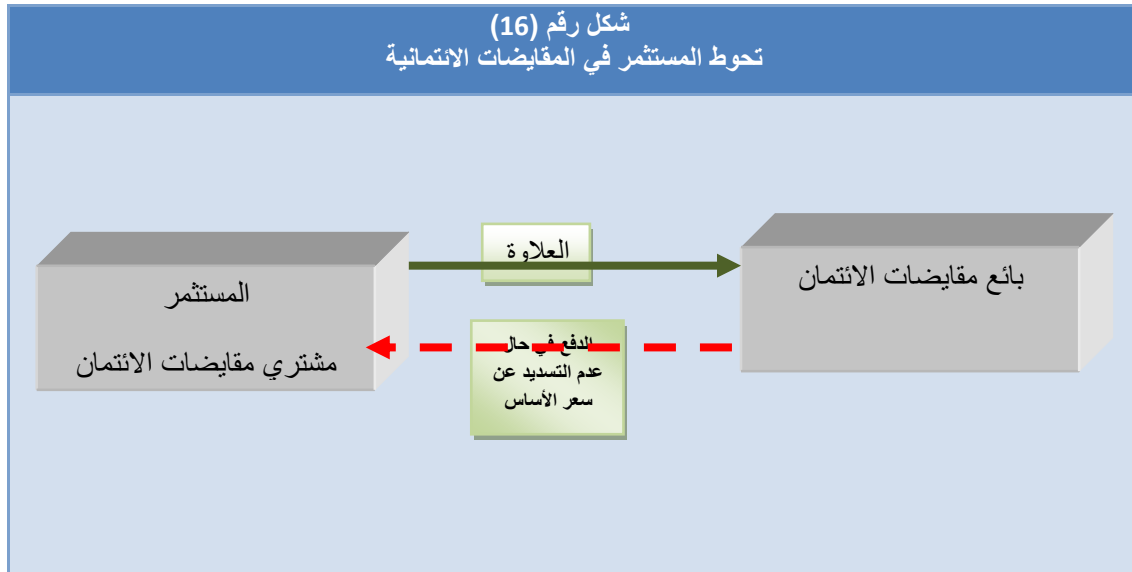 شكل رقم (16)
تحوط المستثمر في المقايضات الائتمانية
العلاوة
بائع مقايضات الائتمان
المستثمر
مشتري مقايضات الائتمان
الدفع في حال
عدم التسديد عن
سعر الأساس